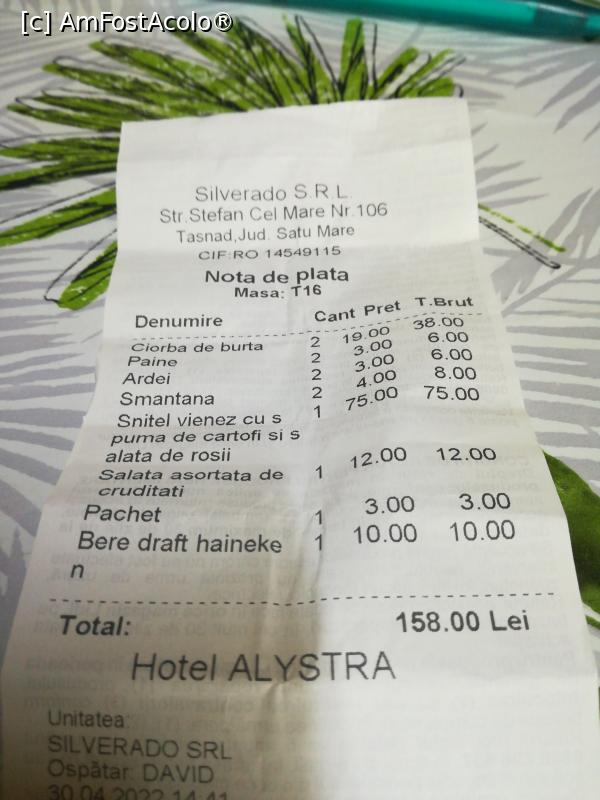 [c] AmFostAcolo®
Silverado S.R.L.
Str.Stefan Cel Mare Nr.106
Tasnad,Jud. Satu Mare
CIF:RO 14549115
Nota de plata
Masa: T16
Denumire Cant Pret T.Brut
Ciorba de burta 2 19.00 38.00
Paine 2 3.00 6.00
Ardei 2 3.00 6.00
Smantana 2 4.00 8.00
Snitel vienez cu s 1 75.00 75.00
puma de cartofi si s
alata de rosii
Salata asortata de 1 12.00 12.00
cruditati
Pachet 1 3.00 3.00
Bere draft haineke 1 10.00 10.00
n
Total: 158.00 Lei
Hotel ALYSTRA
Unitatea:
SILVERADO SRL
Ospătar: DAVID
30.04.2022 14:41